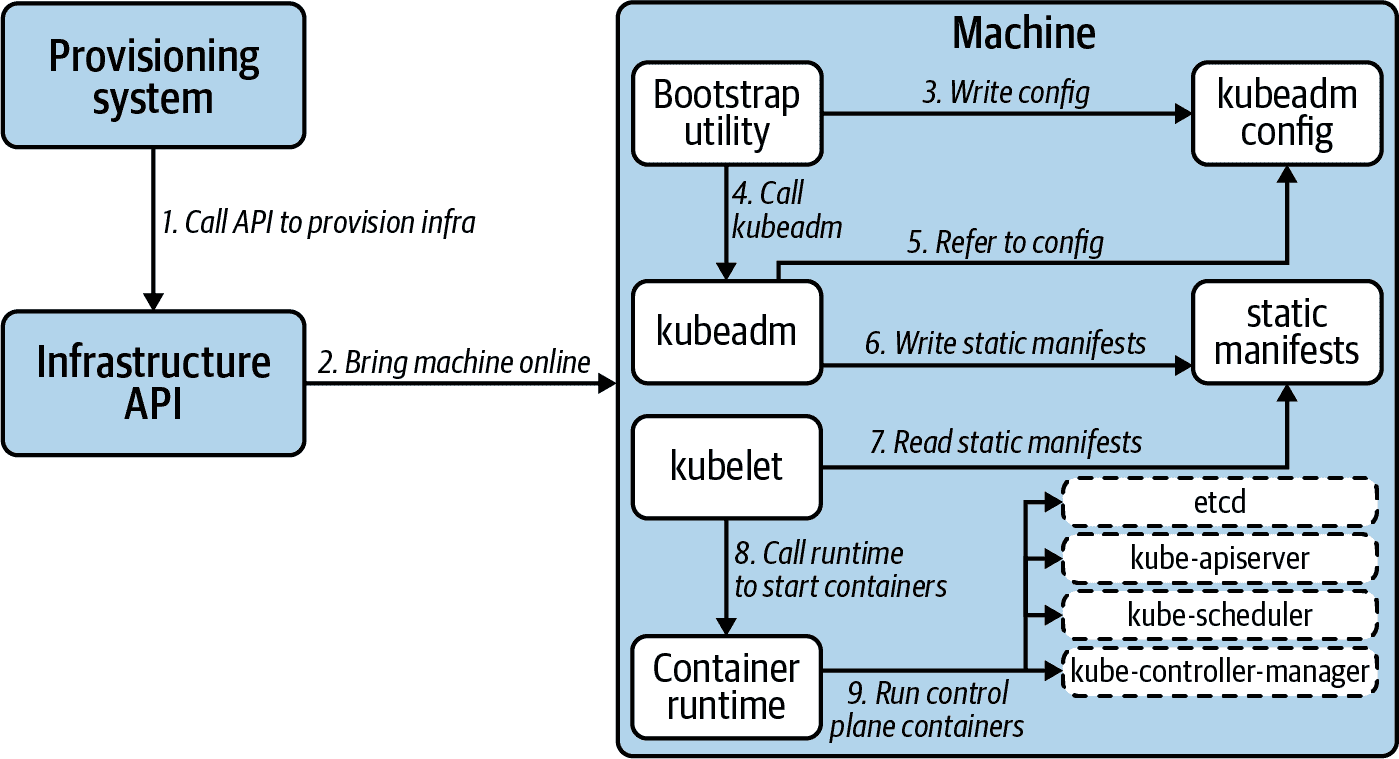 Provisioning
system
1. Call API to provision infra
Infrastructure
API
2. Bring machine online
Machine
Bootstrap
utility
3. Write config
kubeadm
config
4. Call
kubeadm
5. Refer to config
kubeadm
6. Write static manifests
static
manifests
kubelet
7. Read static manifests
8. Call runtime
to start containers
Container
runtime
9. Run control
plane containers
etcd
kube-apiserver
kube-scheduler
kube-controller-manager